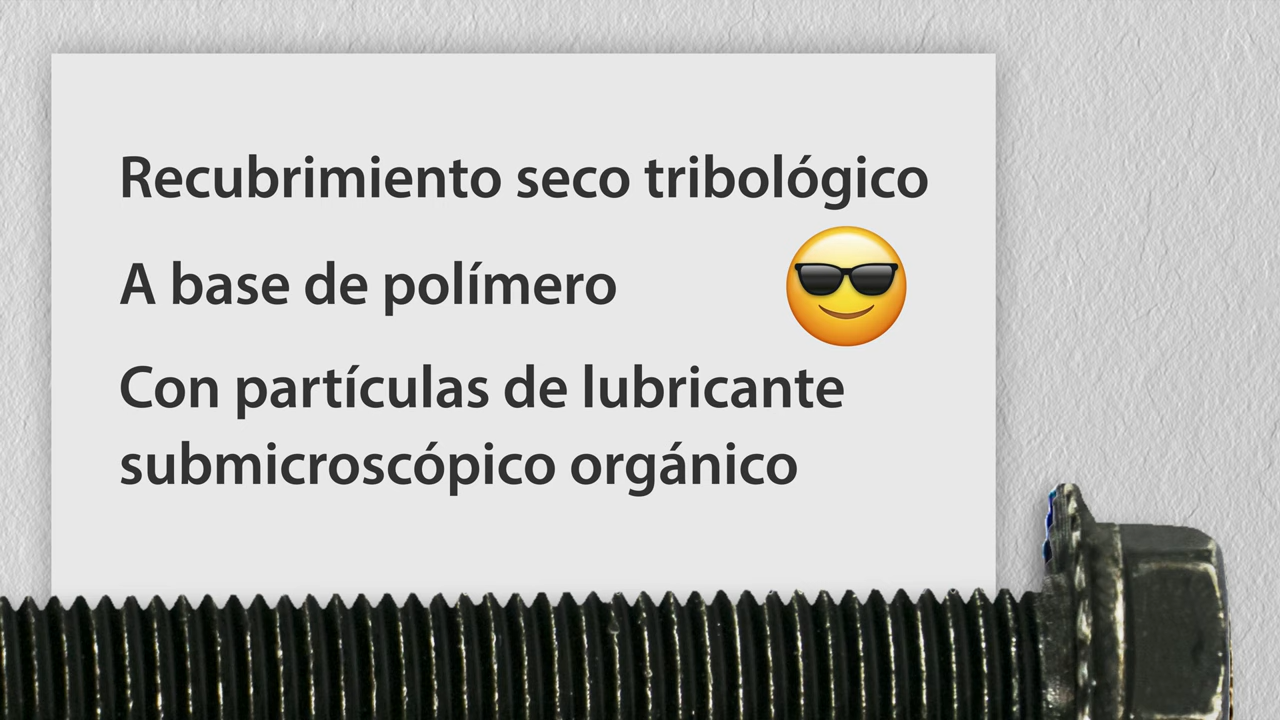 Recubrimiento seco tribológico
A base de polímero
Con partículas de lubricante
submicroscópico orgánico